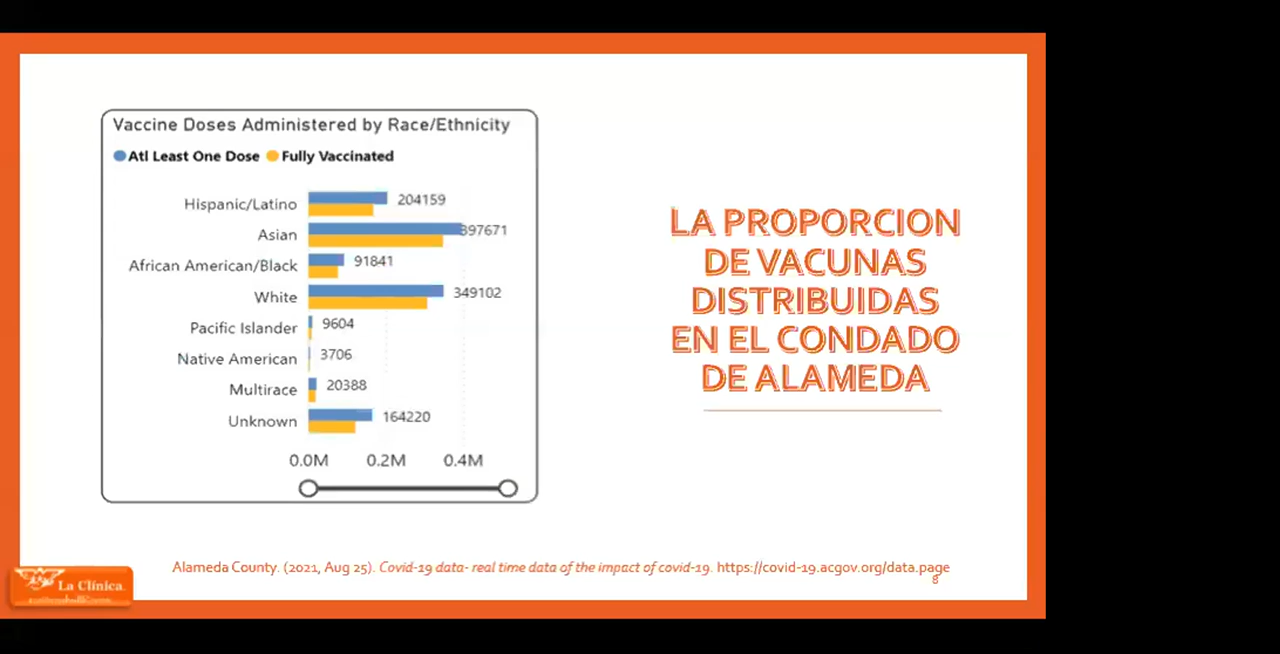 Vaccine Doses Administered by Race/Ethnicity
Atl Least One Dose Fully Vaccinated
Hispanic/Latino 204159
Asian 397671
African American/Black 91841
White 349102
Pacific Islander 9604
Native American 3706
Multirace 20388
Unknown 164220
0.0M 0.2M 0.4M
LA PROPORCION
DE VACUNAS
DISTRIBUIDAS
EN EL CONDADO
DE ALAMEDA
Alameda County. (2021, Aug 25). Covid-19 data- real time data of the impact of covid-19. https://covid-19.acgov.org/data.page
8
La Clínica.